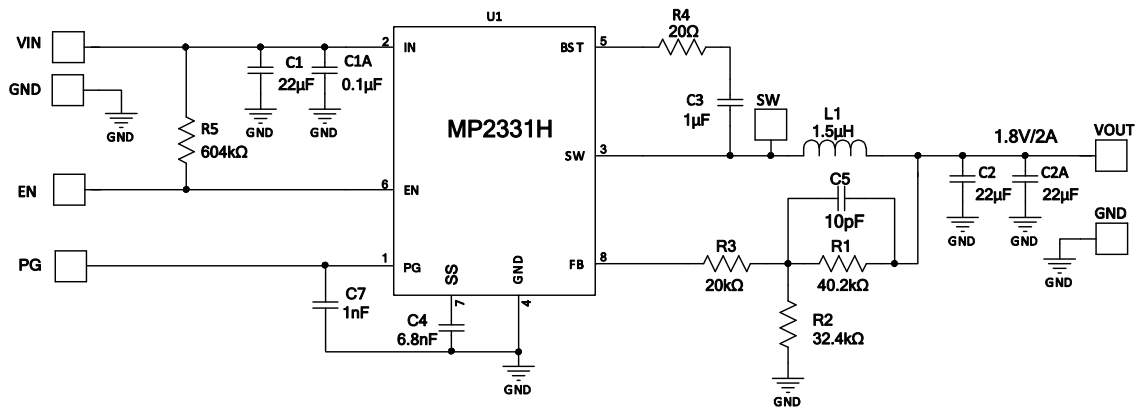 U1
VIN
2
IN
BST
5
R4
20Ω
C1
22µF
C1A
0.1µF
GND
GND
GND
GND
R5
604kΩ
MP2331H
C3
1µF
SW
L1
1.5µH
1.8V/2A
VOUT
SW
3
EN
6
EN
C5
10pF
C2
22µF
C2A
22µF
GND
GND
GND
GND
PG
1
PG
SS
GND
FB
8
R3
20kΩ
R1
40.2kΩ
C7
1nF
7
4
C4
6.8nF
R2
32.4kΩ
GND
GND